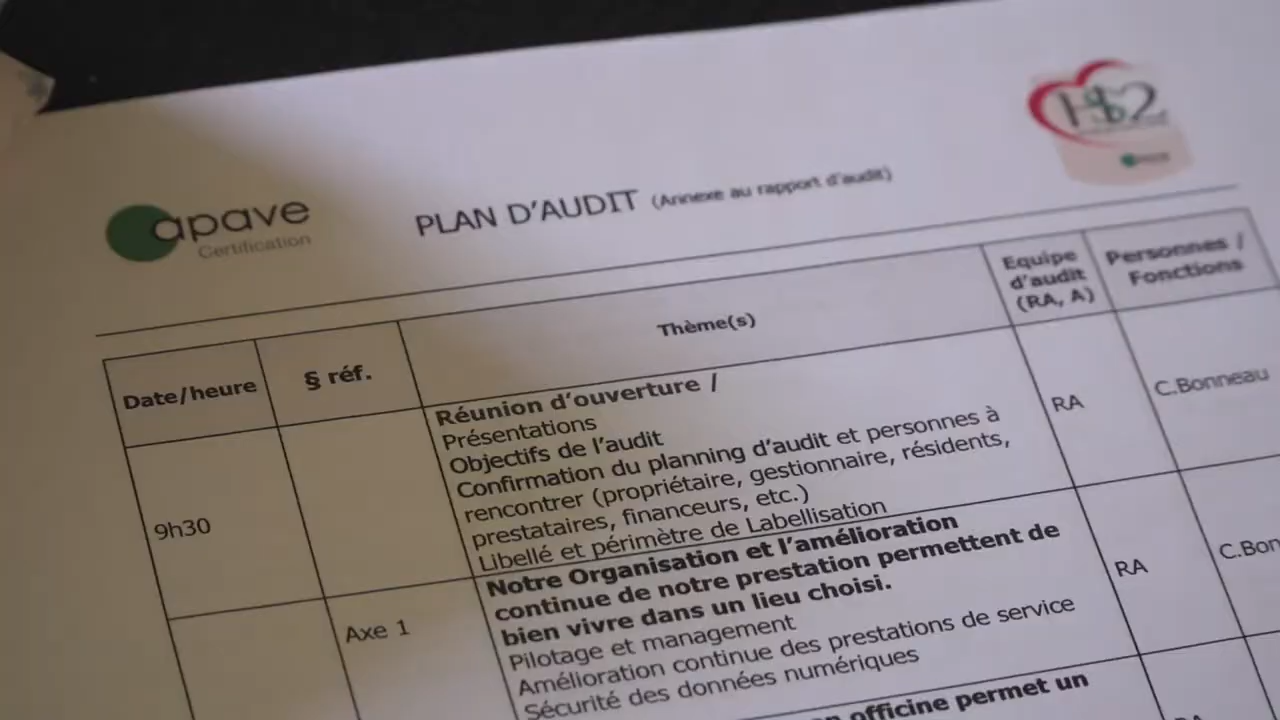 apave
Certification
PLAN D'AUDIT (Annexe au rapport d'audit)
HS2
Date/heure
§ réf.
Thème(s)
Equipe
d'audit
(RA, A)
Personnes /
Fonctions
9h30
Réunion d'ouverture /
Présentations
Objectifs de l'audit
Confirmation du planning d'audit et personnes à
rencontrer (propriétaire, gestionnaire, résidents,
prestataires, financeurs, etc.)
Libellé et périmètre de Labellisation
RA
C.Bonneau
Axe 1
Notre Organisation et l'amélioration
continue de notre prestation permettent de
bien vivre dans un lieu choisi.
Pilotage et management
Amélioration continue des prestations de service
Sécurité des données numériques
RA
C.Bon
officine permet un